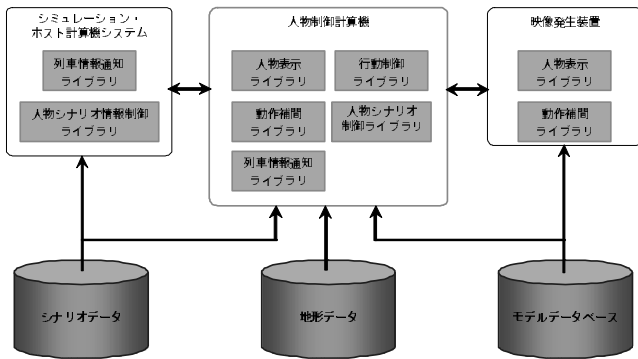 シミュレーション・
ホスト計算機システム
列車情報通知
ライブラリ
人物シナリオ情報制御
ライブラリ
人物制御計算機
人物表示
ライブラリ
行動制御
ライブラリ
動作補間
ライブラリ
人物シナリオ
制御ライブラリ
列車情報通知
ライブラリ
映像発生装置
人物表示
ライブラリ
動作補間
ライブラリ
シナリオデータ
地形データ
モデルデータベース